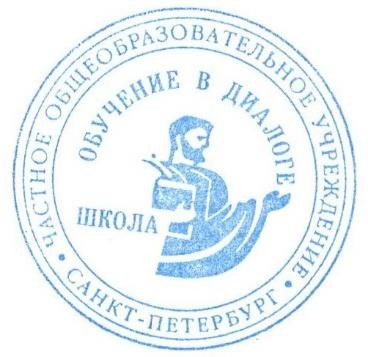 ЧАСТНОЕ ОБЩЕОБРАЗОВАТЕЛЬНОЕ УЧРЕЖДЕНИЕ
• САНКТ-ПЕТЕРБУРГ •
ОБУЧЕНИЕ В ДИАЛОГЕ
ШКОЛА